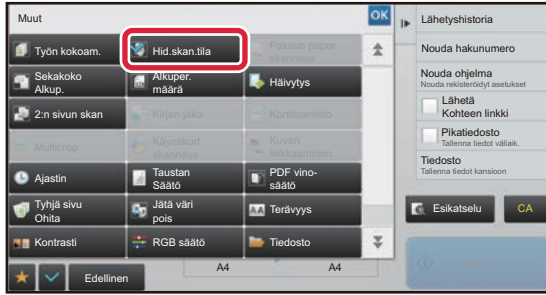 Muut
OK
Työn kokoam.
Hid.skan.tila
Paksun paper.
skannaus
Sekakoko
Alkup.
Alkuper.
määrä
Häivytys
2:n sivun skan
Kirjan jako
Korttitoiminto
Multicrop
Käyntikort
skannaus
Kuvan
leikkaaminen
Ajastin
Taustan
Säätö
PDF vino-
säätö
Tyhjä sivu
Ohita
Jätä väri
pois
Terävyys
Kontrasti
RGB säätö
Tiedosto
Edellinen
A4
A4
Lähetyshistoria
Nouda hakunumero
Nouda ohjelma
Nouda rekisteröidyt asetukset
Lähetä
Kohteen linkki
Pikatiedosto
Tallenna tiedot väliaik.
Tiedosto
Tallenna tiedot kansioon
Esikatselu
CA